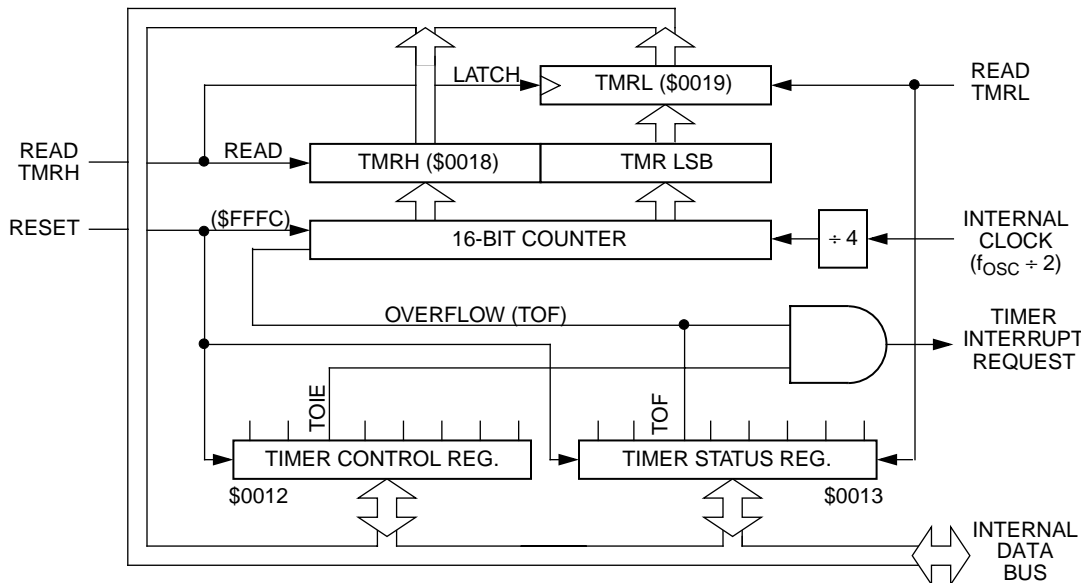 LATCH
TMRL ($0019)
READ
TMRL
READ
TMRH
READ
TMRH ($0018)
TMR LSB
RESET
($FFFC)
16-BIT COUNTER
÷ 4
INTERNAL
CLOCK
(fOSC ÷ 2)
OVERFLOW (TOF)
TIMER
INTERRUPT
REQUEST
TOIE
TOF
TIMER CONTROL REG.
TIMER STATUS REG.
$0012
$0013
INTERNAL
DATA
BUS